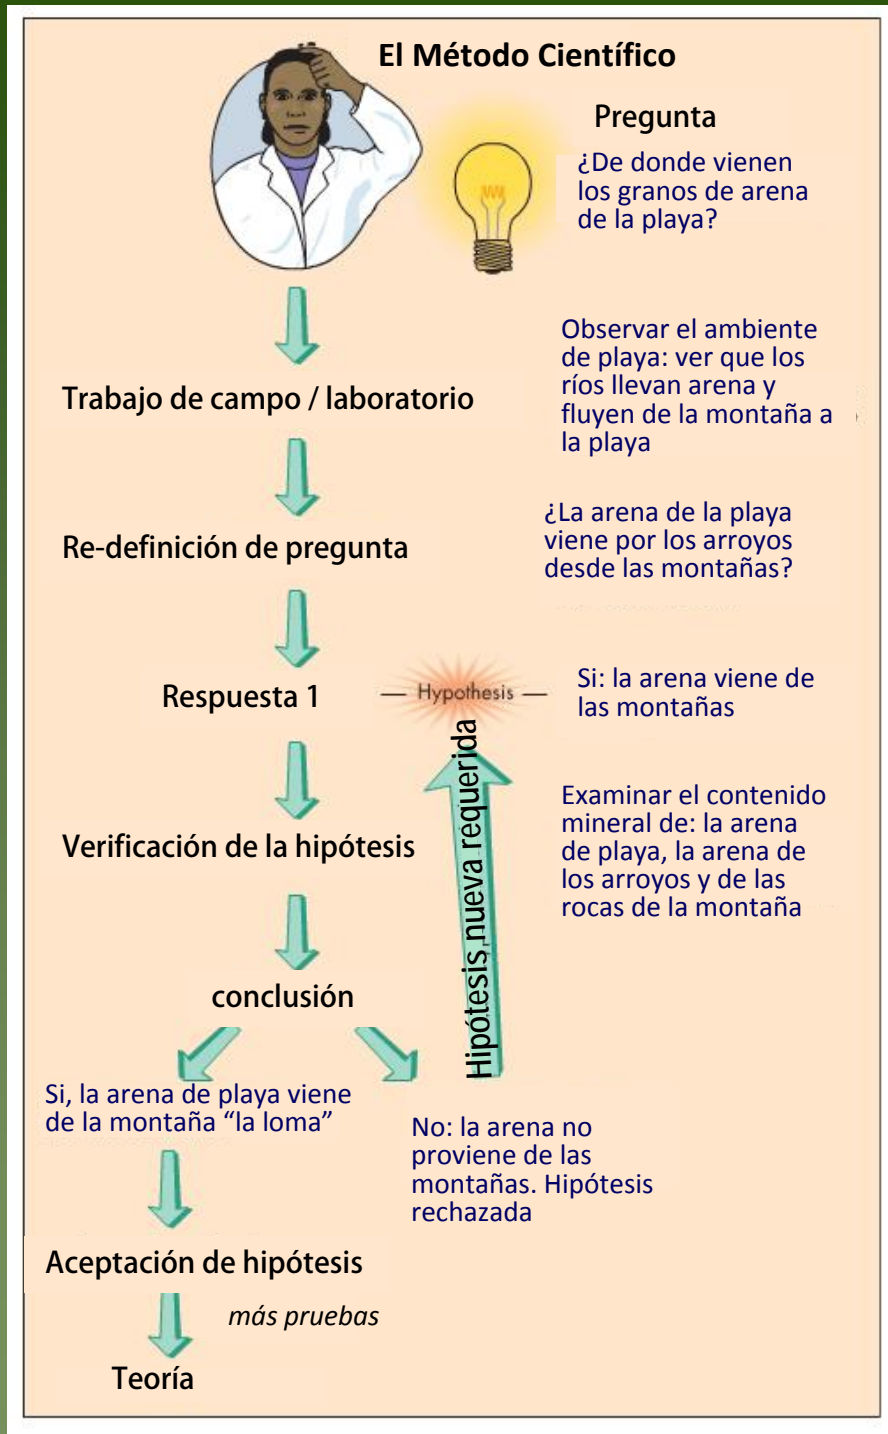 El Método Científico
Pregunta
¿De donde vienen
los granos de arena
de la playa?
Observar el ambiente
de playa: ver que los
ríos llevan arena y
fluyen de la montaña a
la playa
Trabajo de campo / laboratorio
¿La arena de la playa
viene por los arroyos
desde las montañas?
Re-definición de pregunta
Respuesta 1
— Hypothesis —
Si: la arena viene de
las montañas
Hipótesis nueva requerida
Examinar el contenido
mineral de: la arena
de playa, la arena de
los arroyos y de las
rocas de la montaña
Verificación de la hipótesis
conclusión
Si, la arena de playa viene
de la montaña “la loma”
No: la arena no
proviene de las
montañas. Hipótesis
rechazada
Aceptación de hipótesis
más pruebas
Teoría